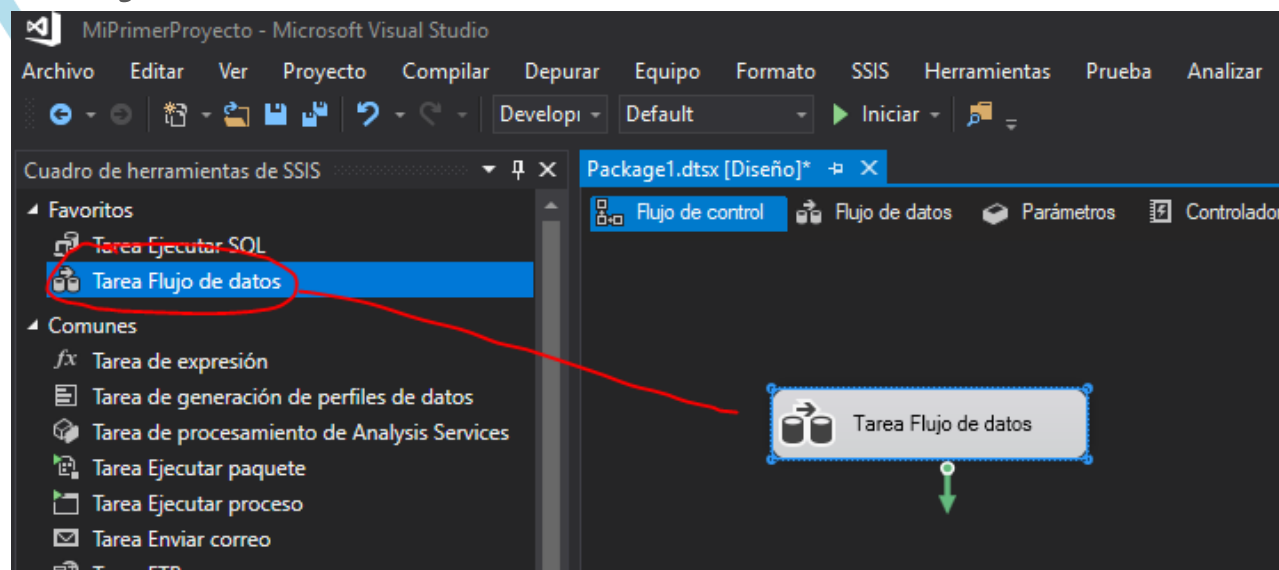 MiPrimerProyecto - Microsoft Visual Studio
Archivo Editar Ver Proyecto Compilar Depurar Equipo Formato SSIS Herramientas Prueba Analizar
Developı Default Iniciar
Cuadro de herramientas de SSIS
Package1.dtsx [Diseño]*
Favoritos
Flujo de control Flujo de datos Parámetros Controlador
Tarea Ejecutar SQL
Tarea Flujo de datos
Comunes
fx Tarea de expresión
Tarea de generación de perfiles de datos
Tarea Flujo de datos
Tarea de procesamiento de Analysis Services
Tarea Ejecutar paquete
Tarea Ejecutar proceso
Tarea Enviar correo